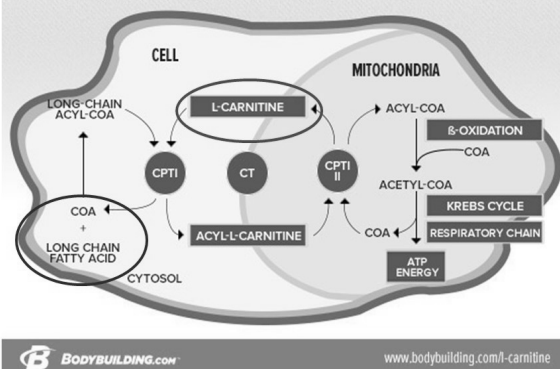 CELL
MITOCHONDRIA
LONG-CHAIN
ACYL-COA
L-CARNITINE
ACYL-COA
ß-OXIDATION
CPTI
CT
CPTI
II
COA
ACETYL-COA
COA
+
LONG CHAIN
FATTY ACID
ACYL-L-CARNITINE
COA
KREBS CYCLE
RESPIRATORY CHAIN
ATP
ENERGY
CYTOSOL
B BODYBUILDING.COM
www.bodybuilding.com/l-carnitine